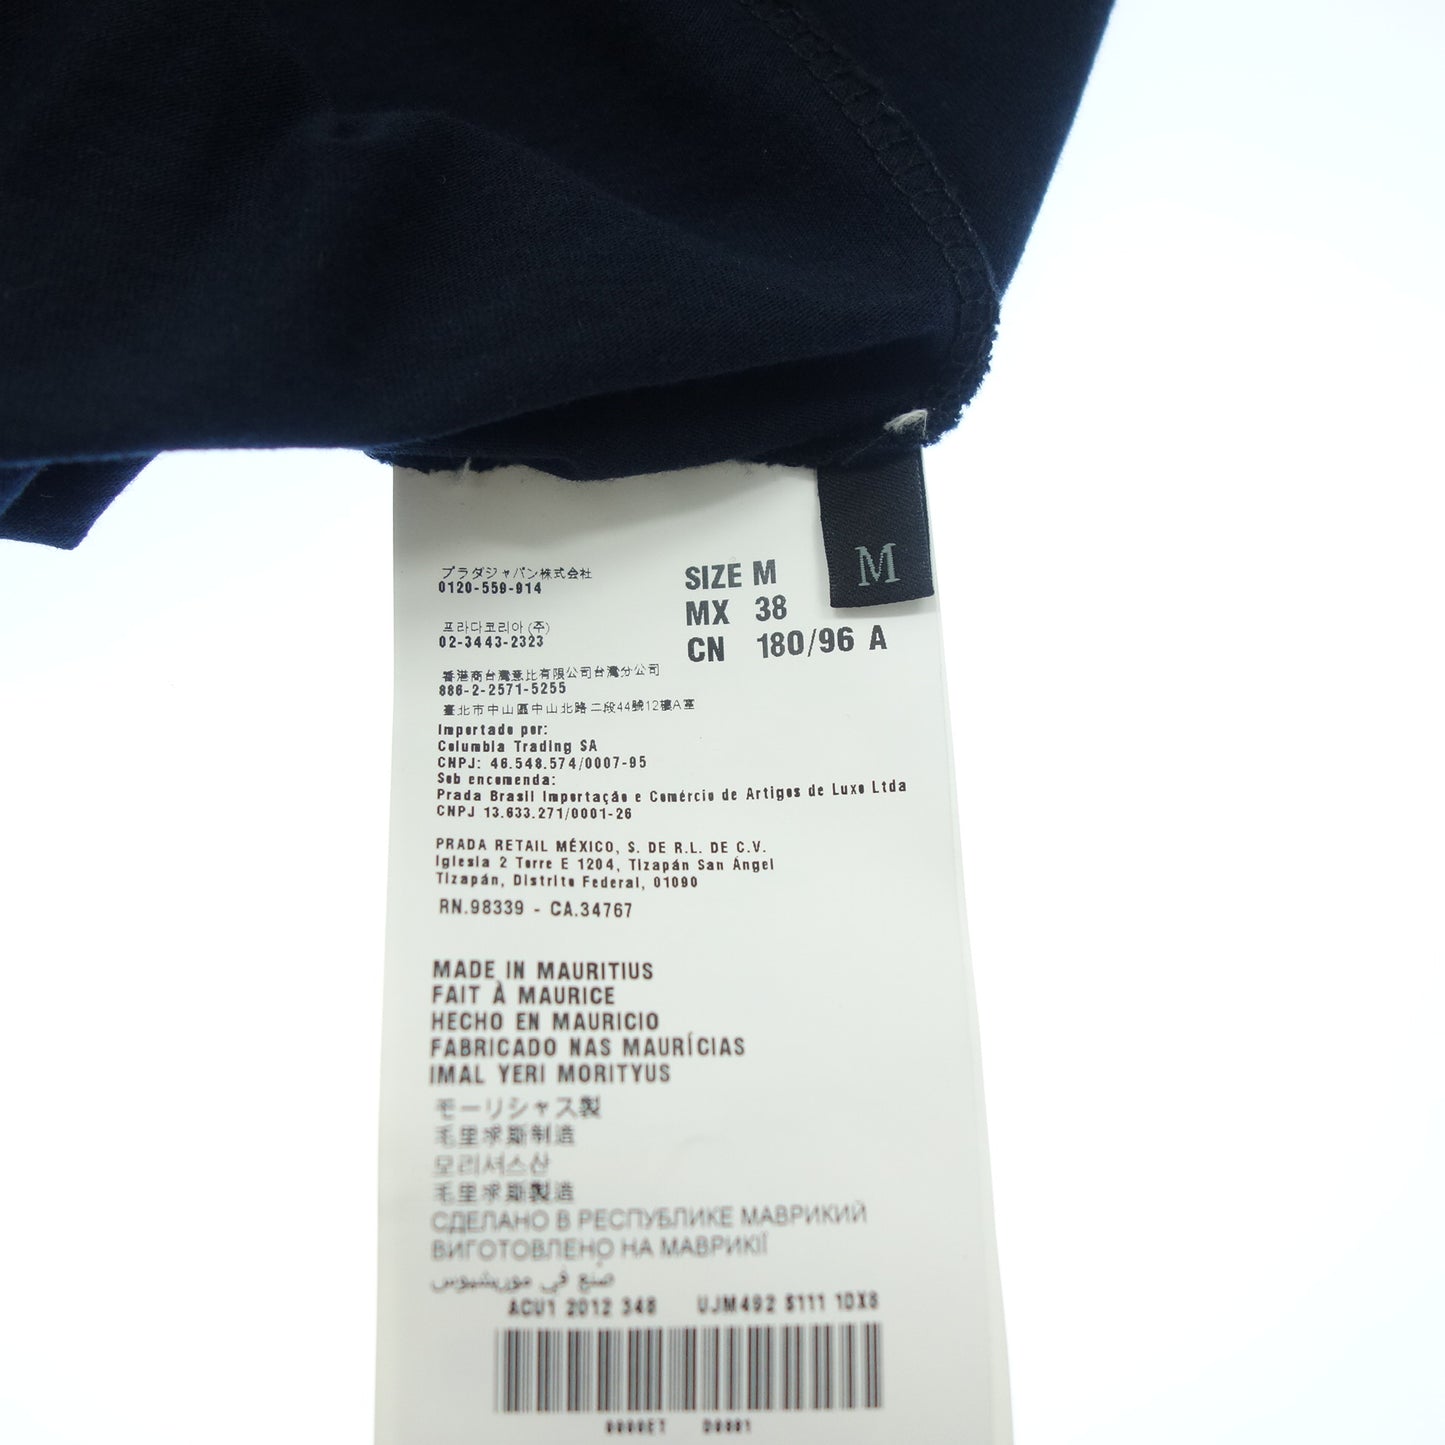 M
SIZE M
MX 38
CN 180/96 A
プラダジャパン株式会社
0120-559-914
프라다코리아 (주)
02-3443-2323
香港商台灣意比有限公司台灣分公司
886-2-2571-5255
臺北市中山區中山北路二段44號12樓A室
Importado por:
Columbia Trading SA
CNPJ: 46.548.574/0007-95
Sob encomenda:
Prada Brasil Importação e Comércio de Artigos de Luxo Ltda
CNPJ 13.633.271/0001-26
PRADA RETAIL MÉXICO, S. DE R.L. DE C.V.
Iglesia 2 Torre E 1204, Tizapán San Ángel
Tizapán, Distrito Federal, 01090
RN.98339 - CA.34767
MADE IN MAURITIUS
FAIT À MAURICE
HECHO EN MAURICIO
FABRICADO NAS MAURÍCIAS
IMAL YERI MORITYUS
モーリシャス製
毛里求斯制造
모리셔스산
毛里求斯製造
СДЕЛАНО В РЕСПУБЛИКЕ МАВРИКИЙ
ВИГОТОВЛЕНО НА МАВРИКІЇ
صنع في موريشيوس
ACU1 2012 348 UJM492 S111 1DX8